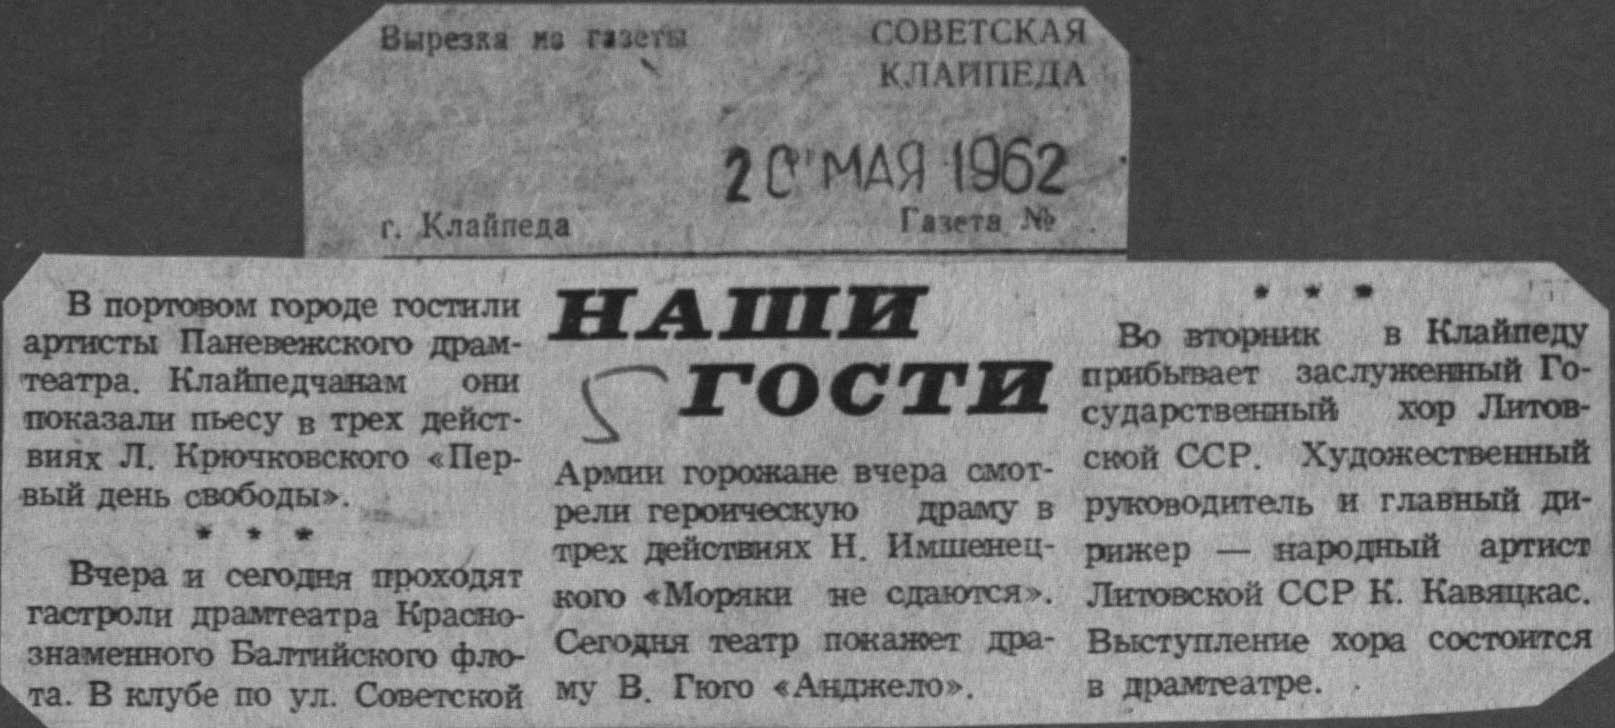 Вырезка из газеты
СОВЕТСКАЯ
КЛАЙПЕДА
20 МАЯ 1962
г. Клайпеда
Газета №
НАШИ
ГОСТИ
В портовом городе гостили
артисты Паневежского драм-
театра. Клайпедчанам они
показали пьесу в трех дейст-
виях Л. Крючковского «Пер-
вый день свободы».
* * *
Вчера и сегодня проходят
гастроли драмтеатра Красно-
знаменного Балтийского фло-
та. В клубе по ул. Советской
Армии горожане вчера смот-
рели героическую драму в
трех действиях Н. Имшенец-
кого «Моряки не сдаются».
Сегодня театр покажет дра-
му В. Гюго «Анджело».
* * *
Во вторник в Клайпеду
прибывает заслуженный Го-
сударственный хор Литов-
ской ССР. Художественный
руководитель и главный ди-
рижер — народный артист
Литовской ССР К. Кавяцкас.
Выступление хора состоится
в драмтеатре.